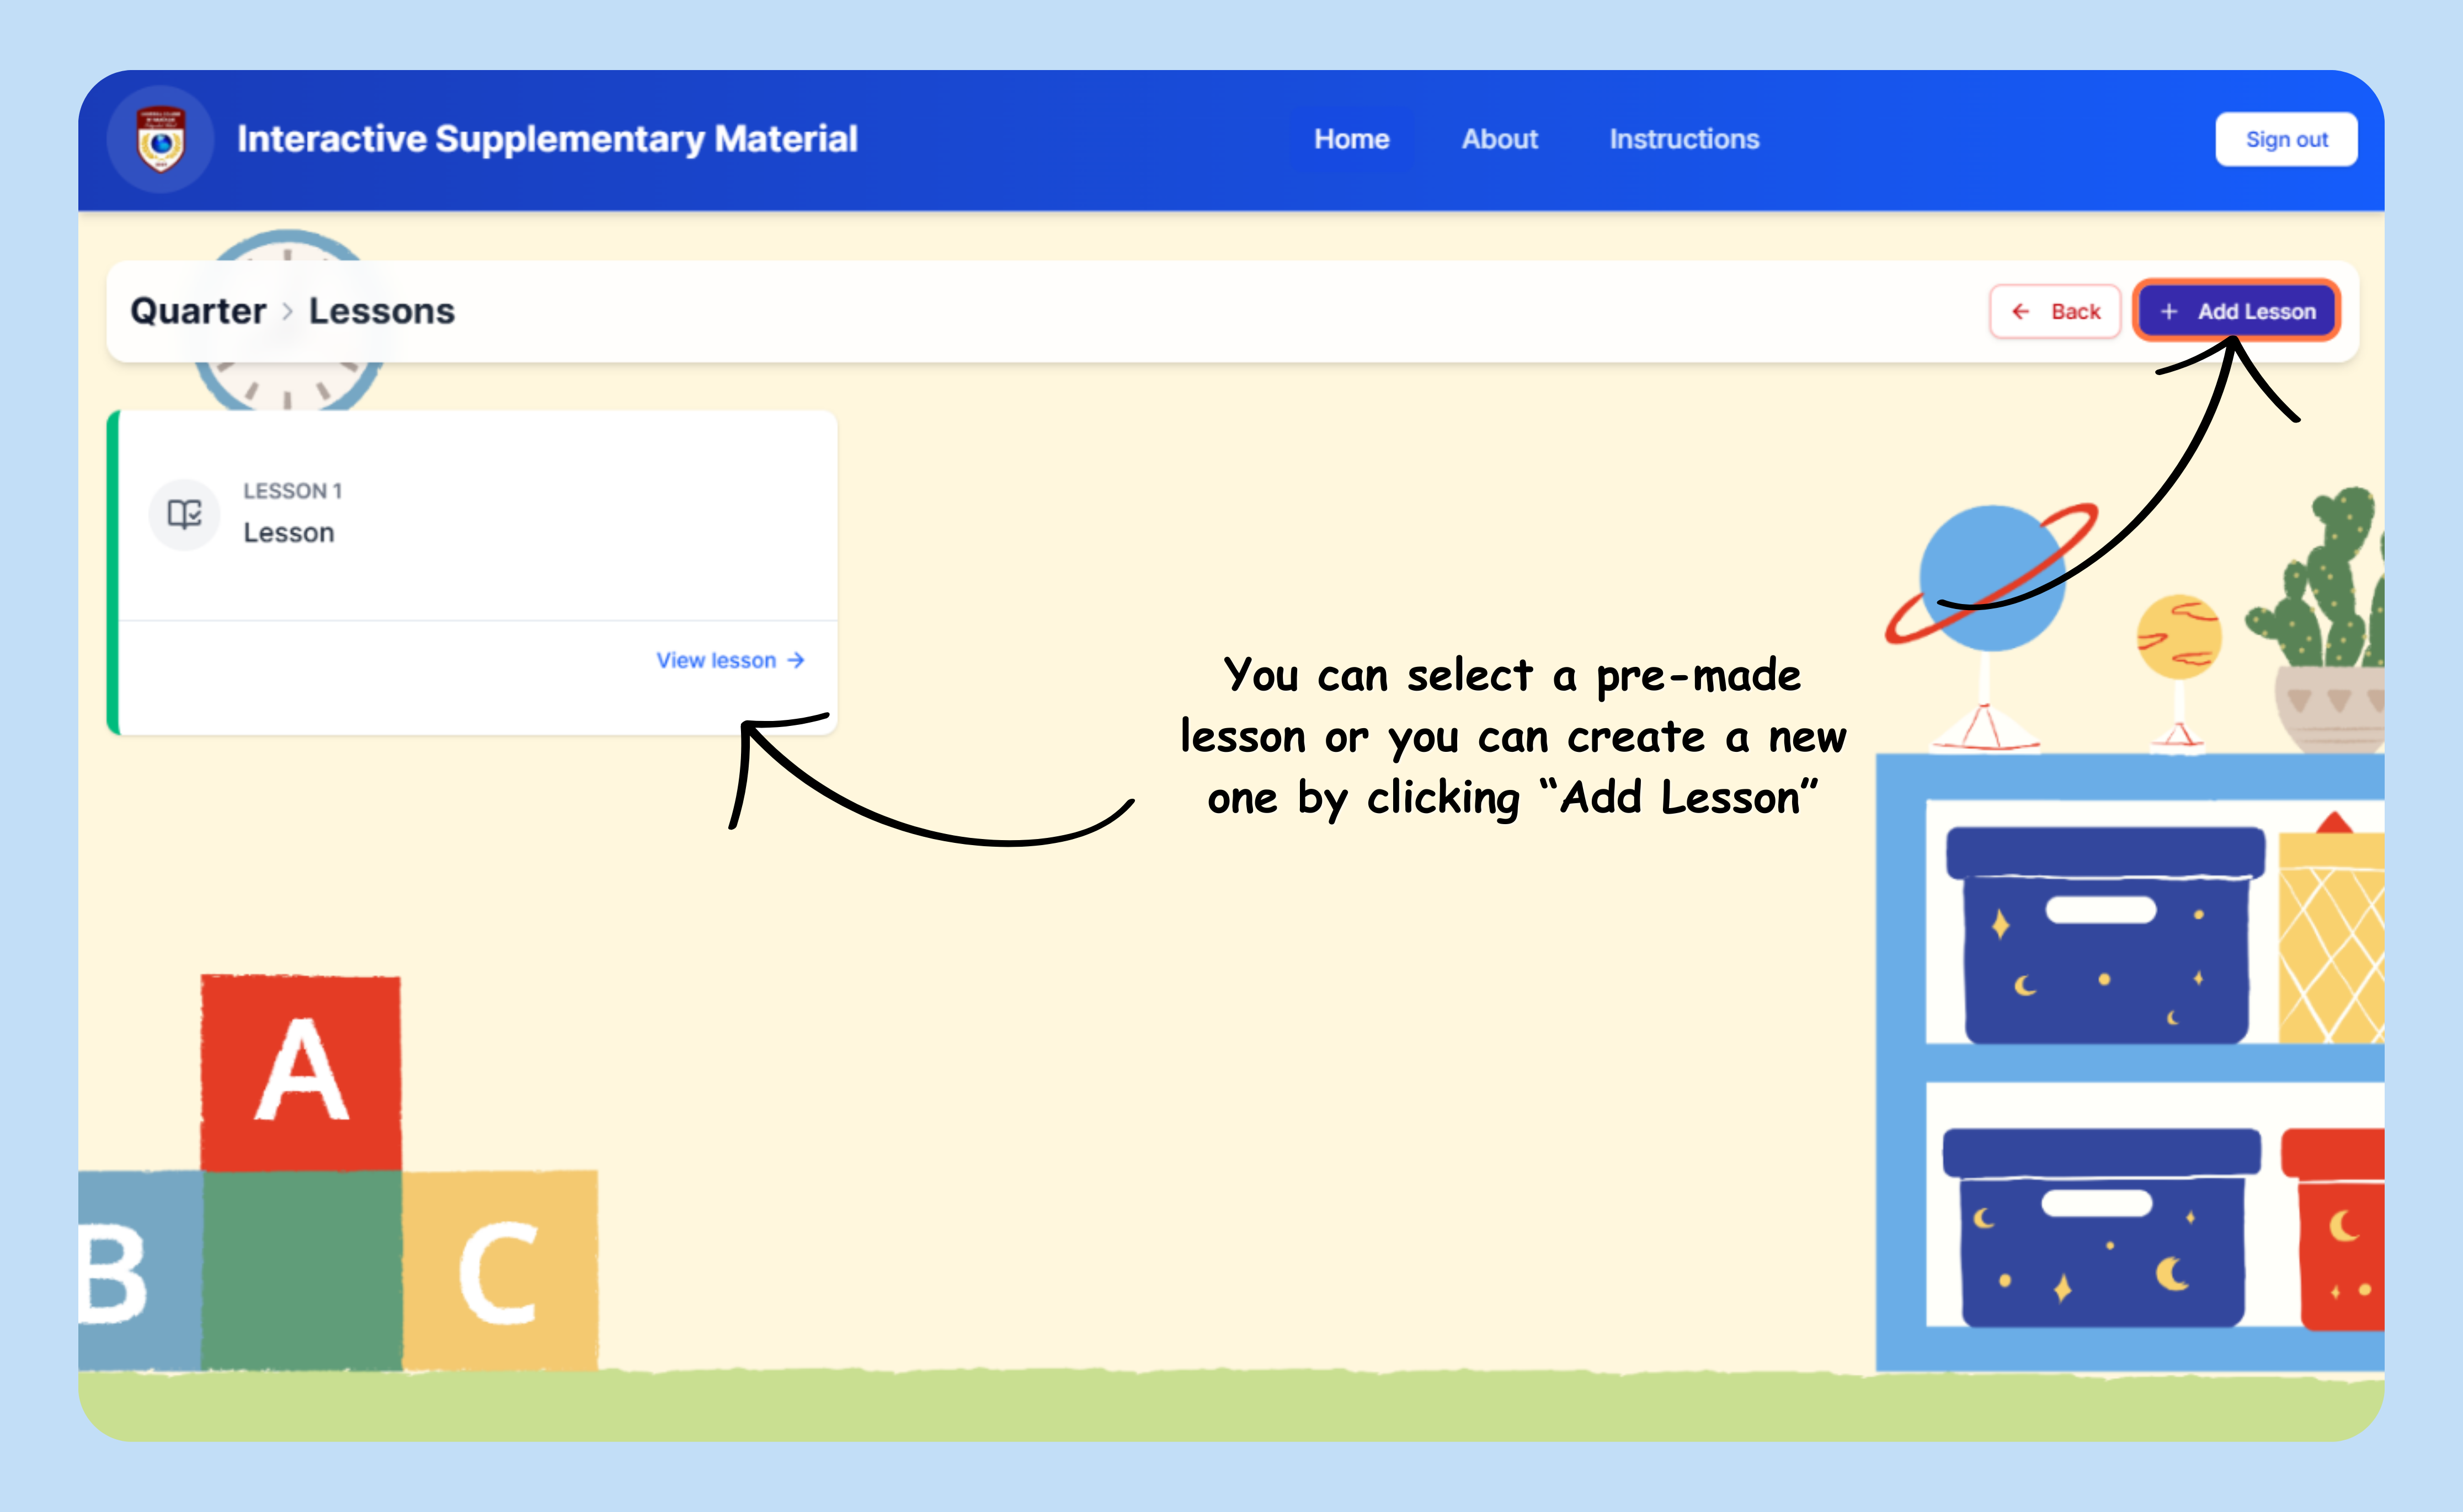 Interactive Supplementary Material
Home About Instructions
Sign out
Quarter > Lessons
← Back
+ Add Lesson
LESSON 1
Lesson
View lesson →
You can select a pre-made
lesson or you can create a new
one by clicking “Add Lesson”
A
B
C